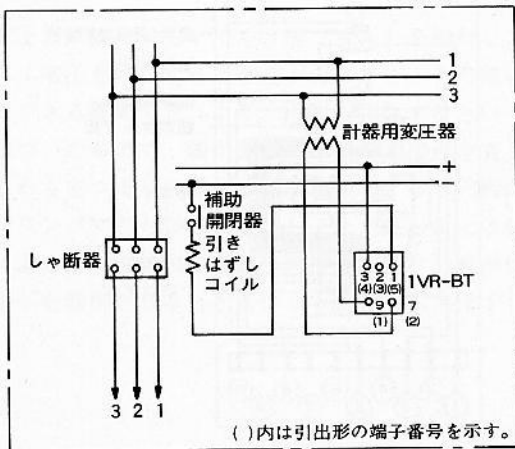 1
2
3
計器用変圧器
+
−
補助
開閉器
引き
はずし
コイル
しゃ断器
3 2 1
(4) (3) (5)
1VR-BT
9 7
(1) (2)
3 2 1
( )内は引出形の端子番号を示す。